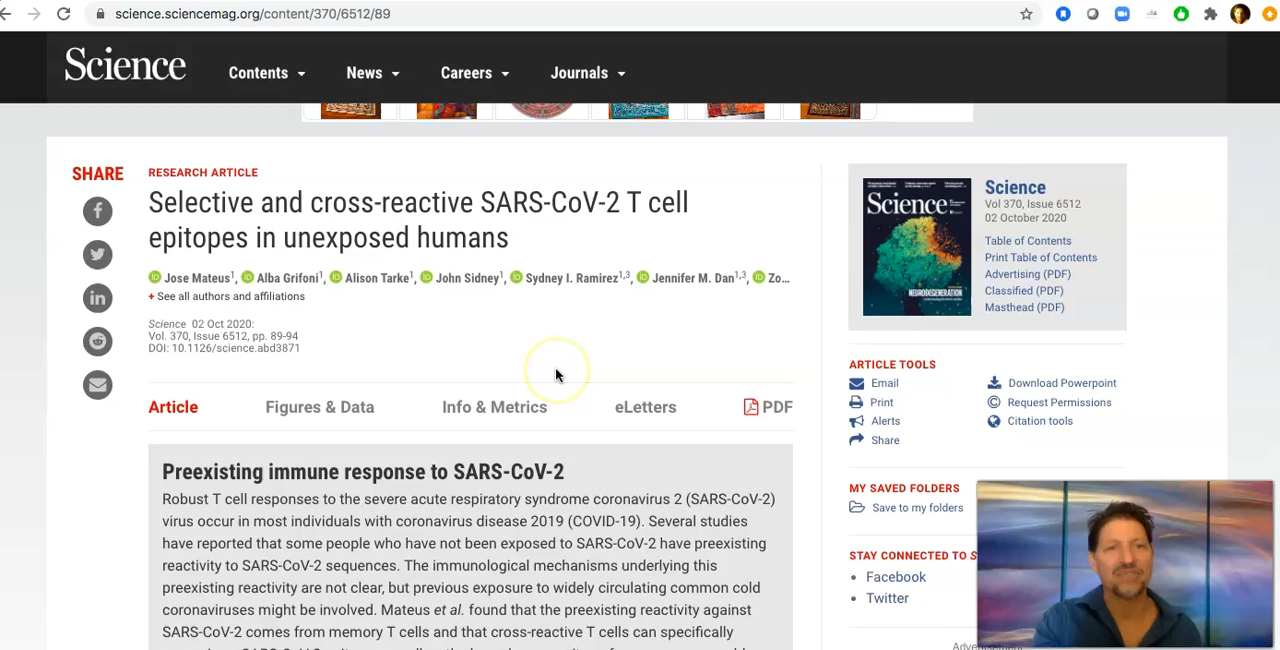 science.sciencemag.org/content/370/6512/89
Science
Contents
News
Careers
Journals
SHARE
RESEARCH ARTICLE
Selective and cross-reactive SARS-CoV-2 T cell
epitopes in unexposed humans
Jose Mateus1, Alba Grifoni1, Alison Tarke1, John Sidney1, Sydney I. Ramirez1,3, Jennifer M. Dan1,3, Zo...
+ See all authors and affiliations
Science 02 Oct 2020:
Vol. 370, Issue 6512, pp. 89-94
DOI: 10.1126/science.abd3871
Article
Figures & Data
Info & Metrics
eLetters
PDF
Preexisting immune response to SARS-CoV-2
Robust T cell responses to the severe acute respiratory syndrome coronavirus 2 (SARS-CoV-2)
virus occur in most individuals with coronavirus disease 2019 (COVID-19). Several studies
have reported that some people who have not been exposed to SARS-CoV-2 have preexisting
reactivity to SARS-CoV-2 sequences. The immunological mechanisms underlying this
preexisting reactivity are not clear, but previous exposure to widely circulating common cold
coronaviruses might be involved. Mateus et al. found that the preexisting reactivity against
SARS-CoV-2 comes from memory T cells and that cross-reactive T cells can specifically
Science
NEURODEGENERATION
Science
Vol 370, Issue 6512
02 October 2020
Table of Contents
Print Table of Contents
Advertising (PDF)
Classified (PDF)
Masthead (PDF)
ARTICLE TOOLS
Email
Download Powerpoint
Print
Request Permissions
Alerts
Citation tools
Share
MY SAVED FOLDERS
Save to my folders
STAY CONNECTED TO S
Facebook
Twitter